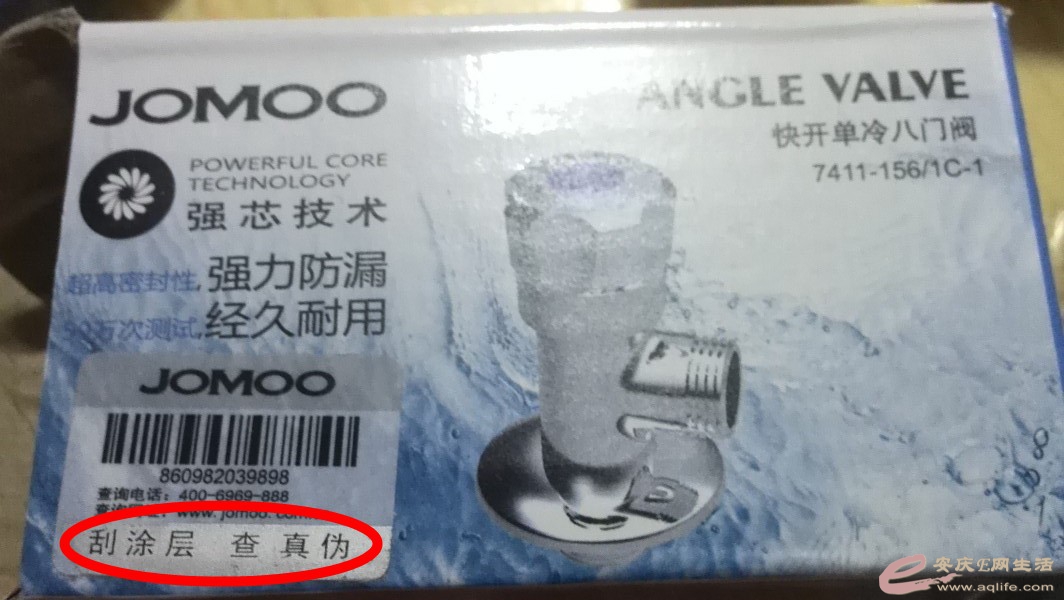 JOMOO
ANGLE VALVE
快开单冷八门阀
7411-156/1C-1
POWERFUL CORE
TECHNOLOGY
强芯技术
超高密封性,强力防漏
万次测试,经久耐用
JOMOO
860982039898
查询电话：400-6969-888
www.jomoo.com
刮涂层 查真伪
安庆E网生活
www.aqlife.com